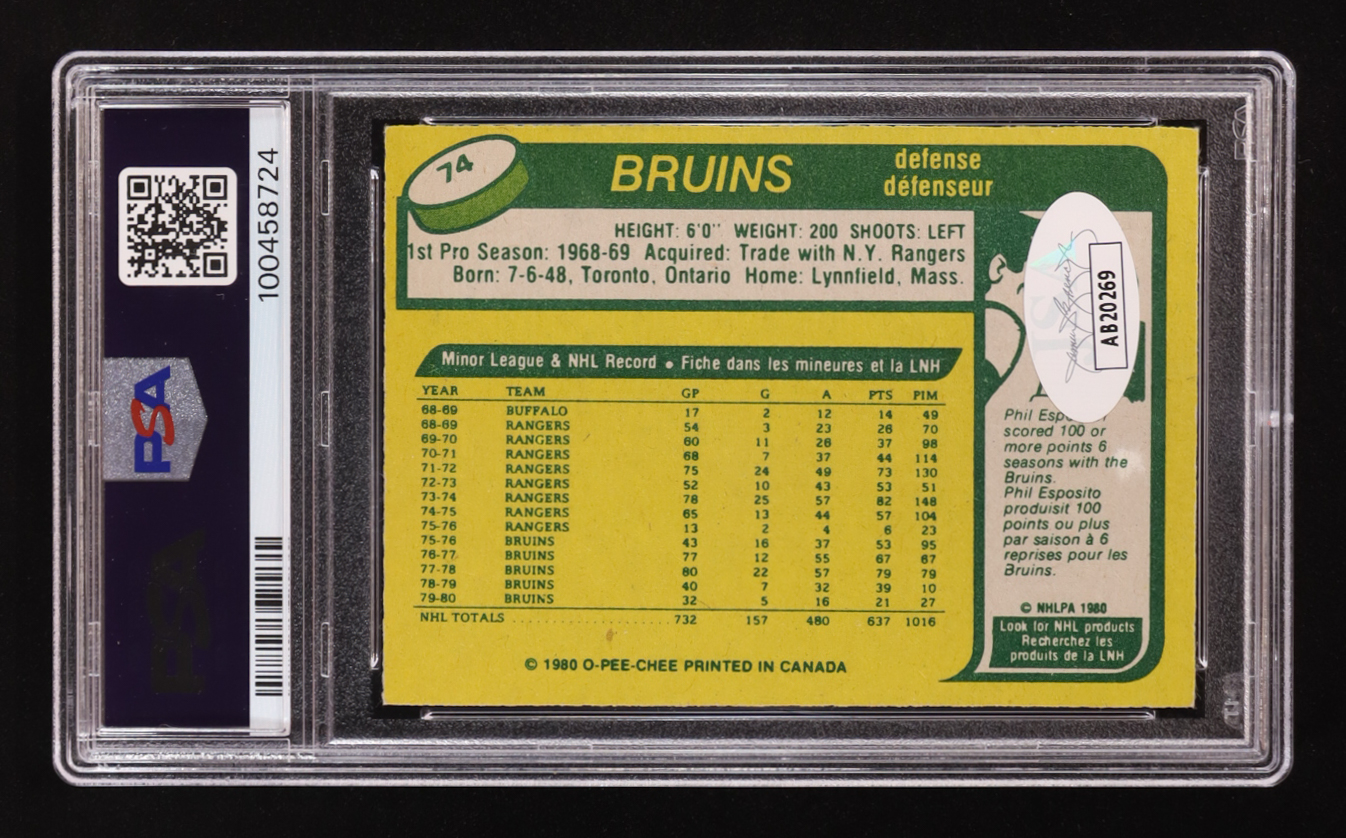 1004587724
PSA
PSA
74
BRUINS
defense
défenseur
HEIGHT: 6'0" WEIGHT: 200 SHOOTS: LEFT
1st Pro Season: 1968-69 Acquired: Trade with N.Y. Rangers
Born: 7-6-48, Toronto, Ontario Home: Lynnfield, Mass.
Minor League & NHL Record • Fiche dans les mineures et la LNH
YEAR TEAM GP G A PTS PIM
68-69 BUFFALO 17 2 12 14 49
68-69 RANGERS 54 3 23 26 70
69-70 RANGERS 60 11 26 37 98
70-71 RANGERS 68 7 37 44 114
71-72 RANGERS 75 24 49 73 130
72-73 RANGERS 52 10 43 53 51
73-74 RANGERS 78 25 57 82 148
74-75 RANGERS 65 13 44 57 104
75-76 RANGERS 13 2 4 6 23
75-76 BRUINS 43 16 37 53 95
76-77 BRUINS 77 12 55 67 67
77-78 BRUINS 80 22 57 79 79
78-79 BRUINS 40 7 32 39 10
79-80 BRUINS 32 5 16 21 27
NHL TOTALS 732 157 480 637 1016
© 1980 O-PEE-CHEE PRINTED IN CANADA
AB20269
Phil Esp
scored 100 or
more points 6
seasons with the
Bruins.
Phil Esposito
produisit 100
points ou plus
par saison à 6
reprises pour les
Bruins.
© NHLPA 1980
Look for NHL products
Recherchez les
produits de la LNH
PSA